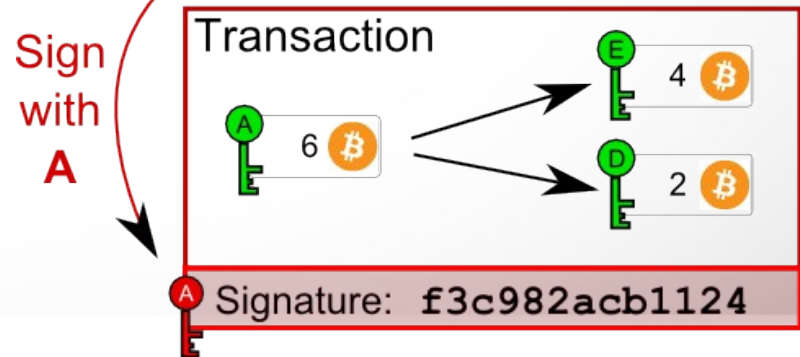 Sign
with
A
Transaction
A
6 ₿
E
4 ₿
D
2 ₿
A
Signature: f3c982acb1124